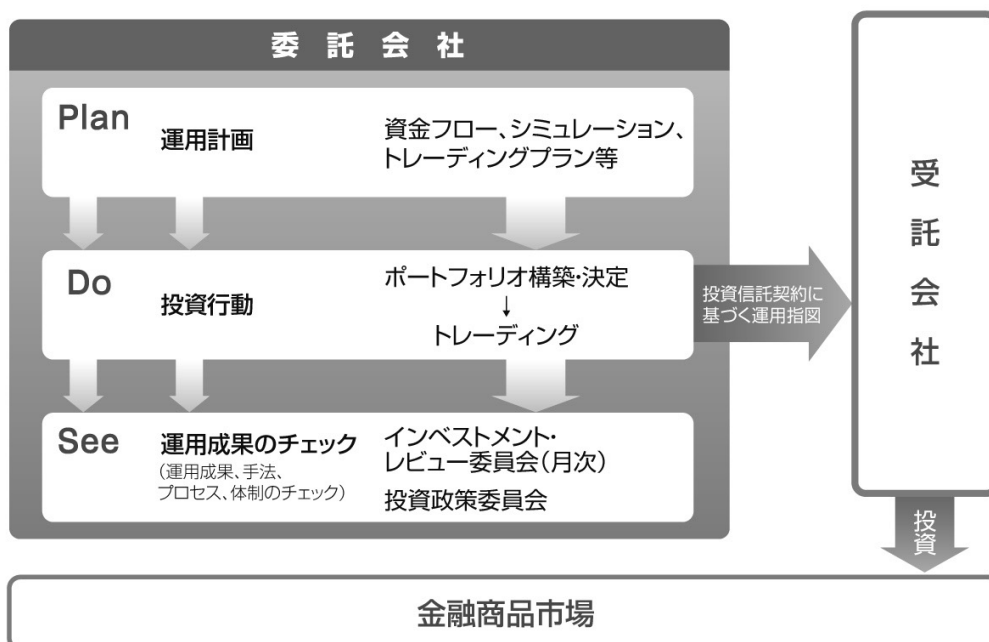 委託会社
Plan
運用計画
資金フロー、シミュレーション、
トレーディングプラン等
Do
投資行動
ポートフォリオ構築・決定
↓
トレーディング
See
運用成果のチェック
(運用成果、手法、
プロセス、体制のチェック)
インベストメント・
レビュー委員会(月次)
投資政策委員会
投資信託契約に
基づく運用指図
受託会社
投資
金融商品市場